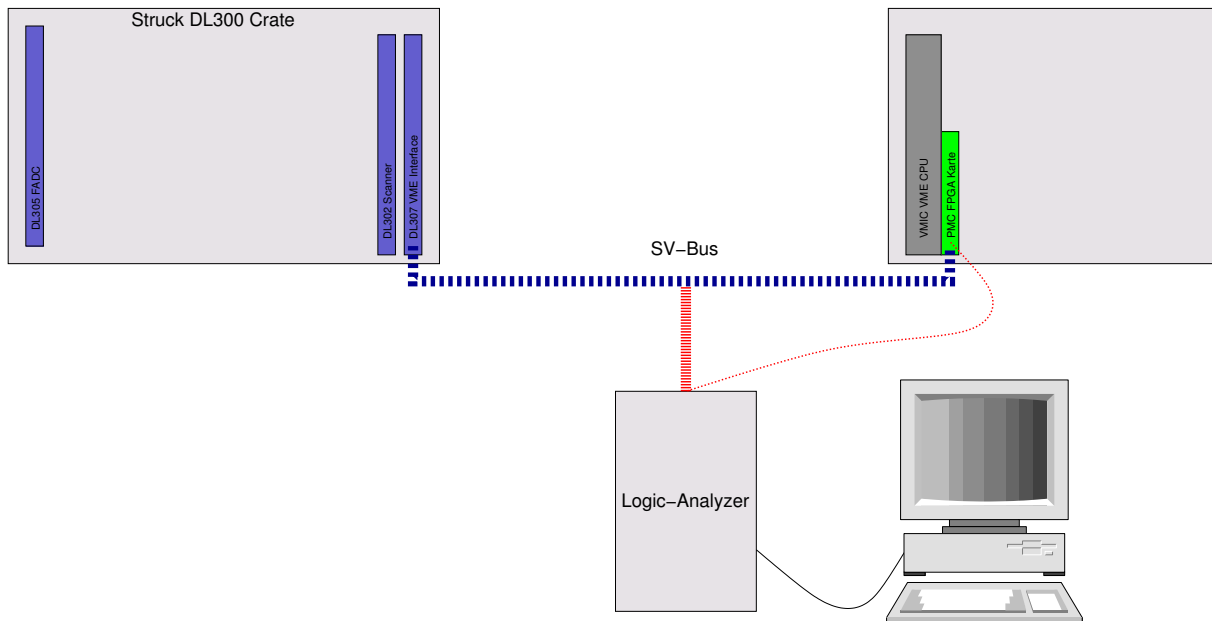 Struck DL300 Crate
DL305 FADC
DL302 Scanner
DL307 VME Interface
VMIC VME CPU
PMC FPGA Karte
SV−Bus
Logic−Analyzer